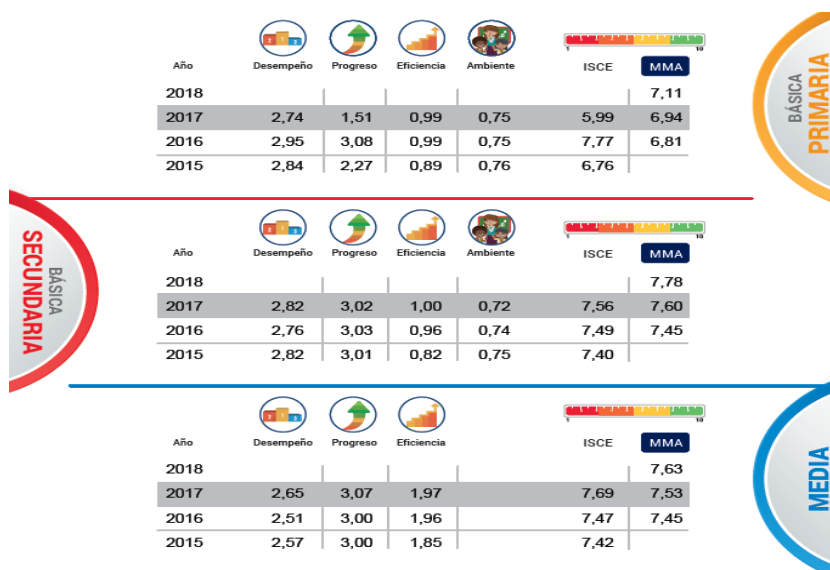 Año Desempeño Progreso Eficiencia Ambiente ISCE MMA
1 10
2018 7,11
2017 2,74 1,51 0,99 0,75 5,99 6,94
2016 2,95 3,08 0,99 0,75 7,77 6,81
2015 2,84 2,27 0,89 0,76 6,76
BÁSICA
PRIMARIA
Año Desempeño Progreso Eficiencia Ambiente ISCE MMA
1 10
2018 7,78
2017 2,82 3,02 1,00 0,72 7,56 7,60
2016 2,76 3,03 0,96 0,74 7,49 7,45
2015 2,82 3,01 0,82 0,75 7,40
BÁSICA
SECUNDARIA
Año Desempeño Progreso Eficiencia ISCE MMA
1 10
2018 7,63
2017 2,65 3,07 1,97 7,69 7,53
2016 2,51 3,00 1,96 7,47 7,45
2015 2,57 3,00 1,85 7,42
MEDIA